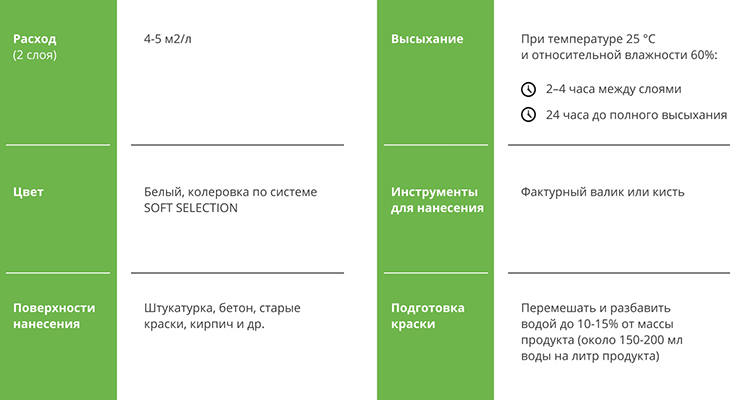 Расход
(2 слоя)
4-5 м2/л
Высыхание
При температуре 25 °C
и относительной влажности 60%:
2–4 часа между слоями
24 часа до полного высыхания
Цвет
Белый, колеровка по системе
SOFT SELECTION
Инструменты
для нанесения
Фактурный валик или кисть
Поверхности
нанесения
Штукатурка, бетон, старые
краски, кирпич и др.
Подготовка
краски
Перемешать и разбавить
водой до 10-15% от массы
продукта (около 150-200 мл
воды на литр продукта)